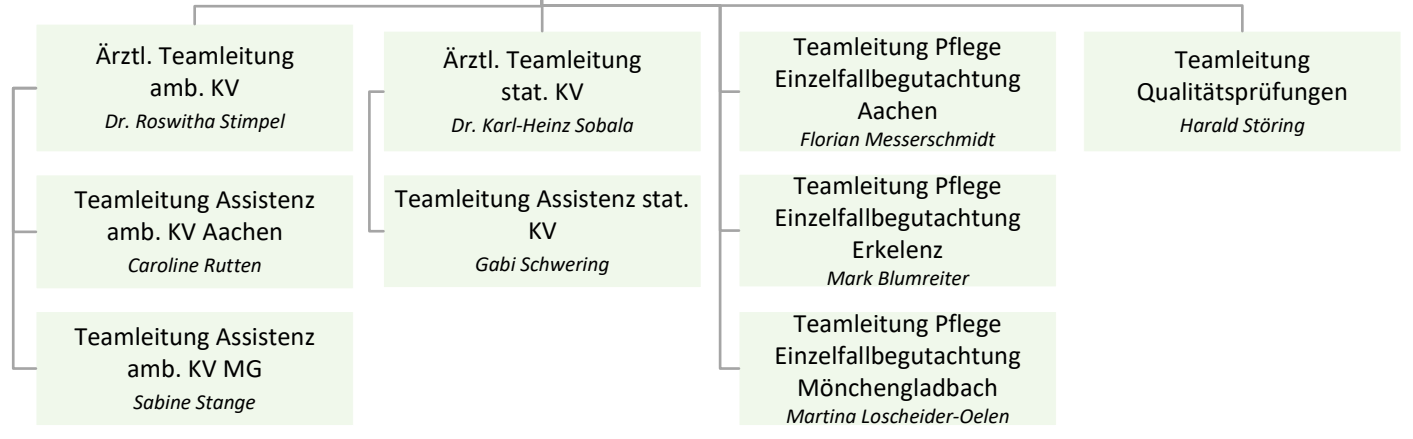 Ärztl. Teamleitung
amb. KV
Dr. Roswitha Stimpel
Teamleitung Assistenz
amb. KV Aachen
Caroline Rutten
Teamleitung Assistenz
amb. KV MG
Sabine Stange
Ärztl. Teamleitung
stat. KV
Dr. Karl-Heinz Sobala
Teamleitung Assistenz stat.
KV
Gabi Schwering
Teamleitung Pflege
Einzelfallbegutachtung
Aachen
Florian Messerschmidt
Teamleitung Pflege
Einzelfallbegutachtung
Erkelenz
Mark Blumreiter
Teamleitung Pflege
Einzelfallbegutachtung
Mönchengladbach
Martina Loscheider-Oelen
Teamleitung
Qualitätsprüfungen
Harald Störing